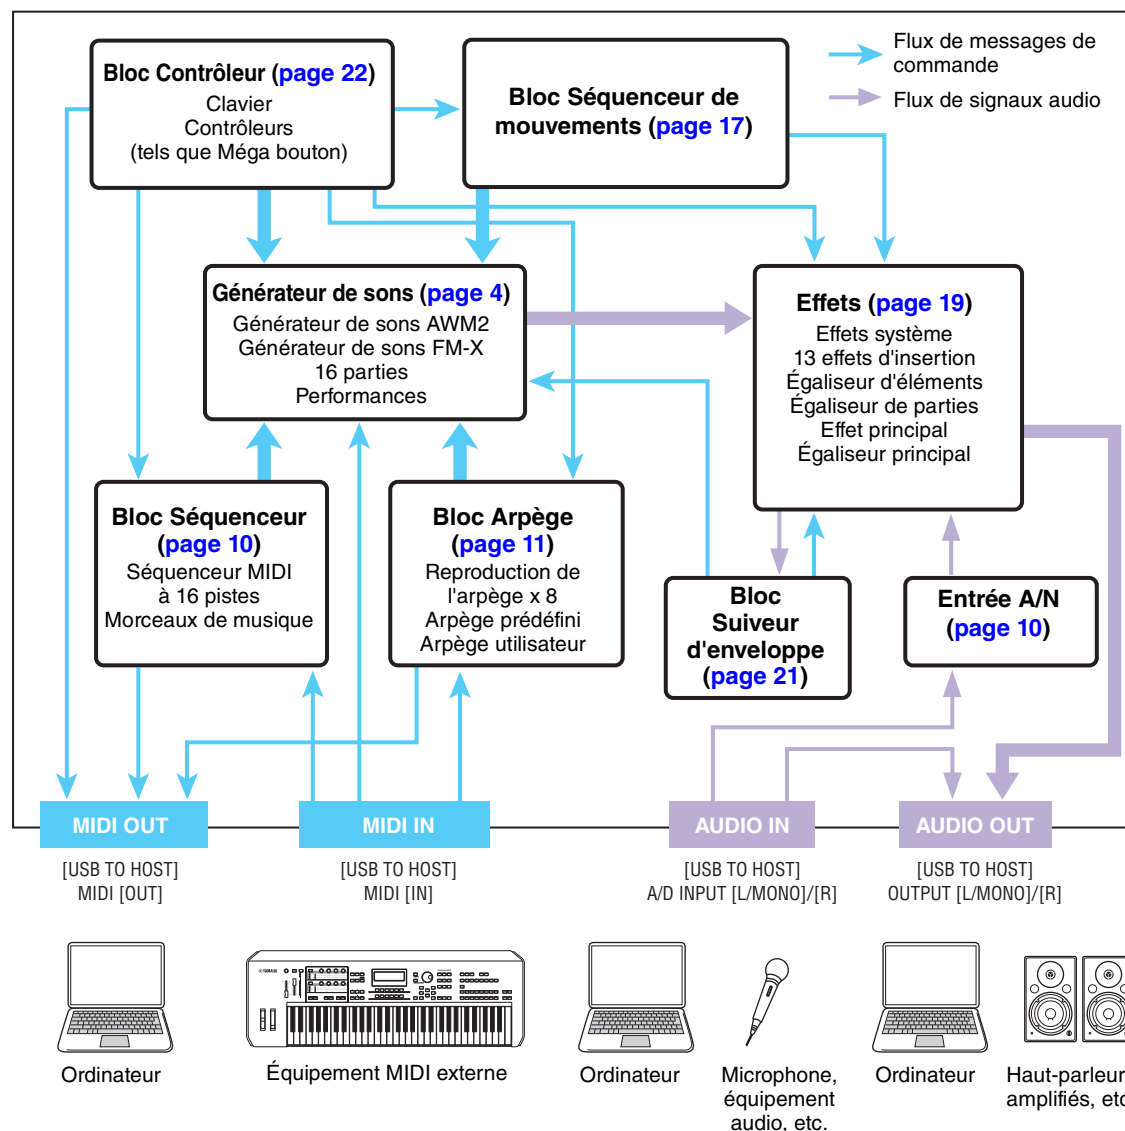 Bloc Contrôleur (page 22)
Clavier
Contrôleurs
(tels que Méga bouton)
Bloc Séquenceur de
mouvements (page 17)
Flux de messages de
commande
Flux de signaux audio
Générateur de sons (page 4)
Générateur de sons AWM2
Générateur de sons FM-X
16 parties
Performances
Effets (page 19)
Effets système
13 effets d'insertion
Égaliseur d'éléments
Égaliseur de parties
Effet principal
Égaliseur principal
Bloc Séquenceur
(page 10)
Séquenceur MIDI
à 16 pistes
Morceaux de musique
Bloc Arpège
(page 11)
Reproduction de
l'arpège x 8
Arpège prédéfini
Arpège utilisateur
Bloc
Suiveur
d'enveloppe
(page 21)
Entrée A/N
(page 10)
MIDI OUT
MIDI IN
AUDIO IN
AUDIO OUT
[USB TO HOST]
MIDI [OUT]
[USB TO HOST]
MIDI [IN]
[USB TO HOST]
A/D INPUT [L/MONO]/[R]
[USB TO HOST]
OUTPUT [L/MONO]/[R]
YAMAHA
Ordinateur
Équipement MIDI externe
Ordinateur
Microphone,
équipement
audio, etc.
Ordinateur
Haut-parleur
amplifiés, etc